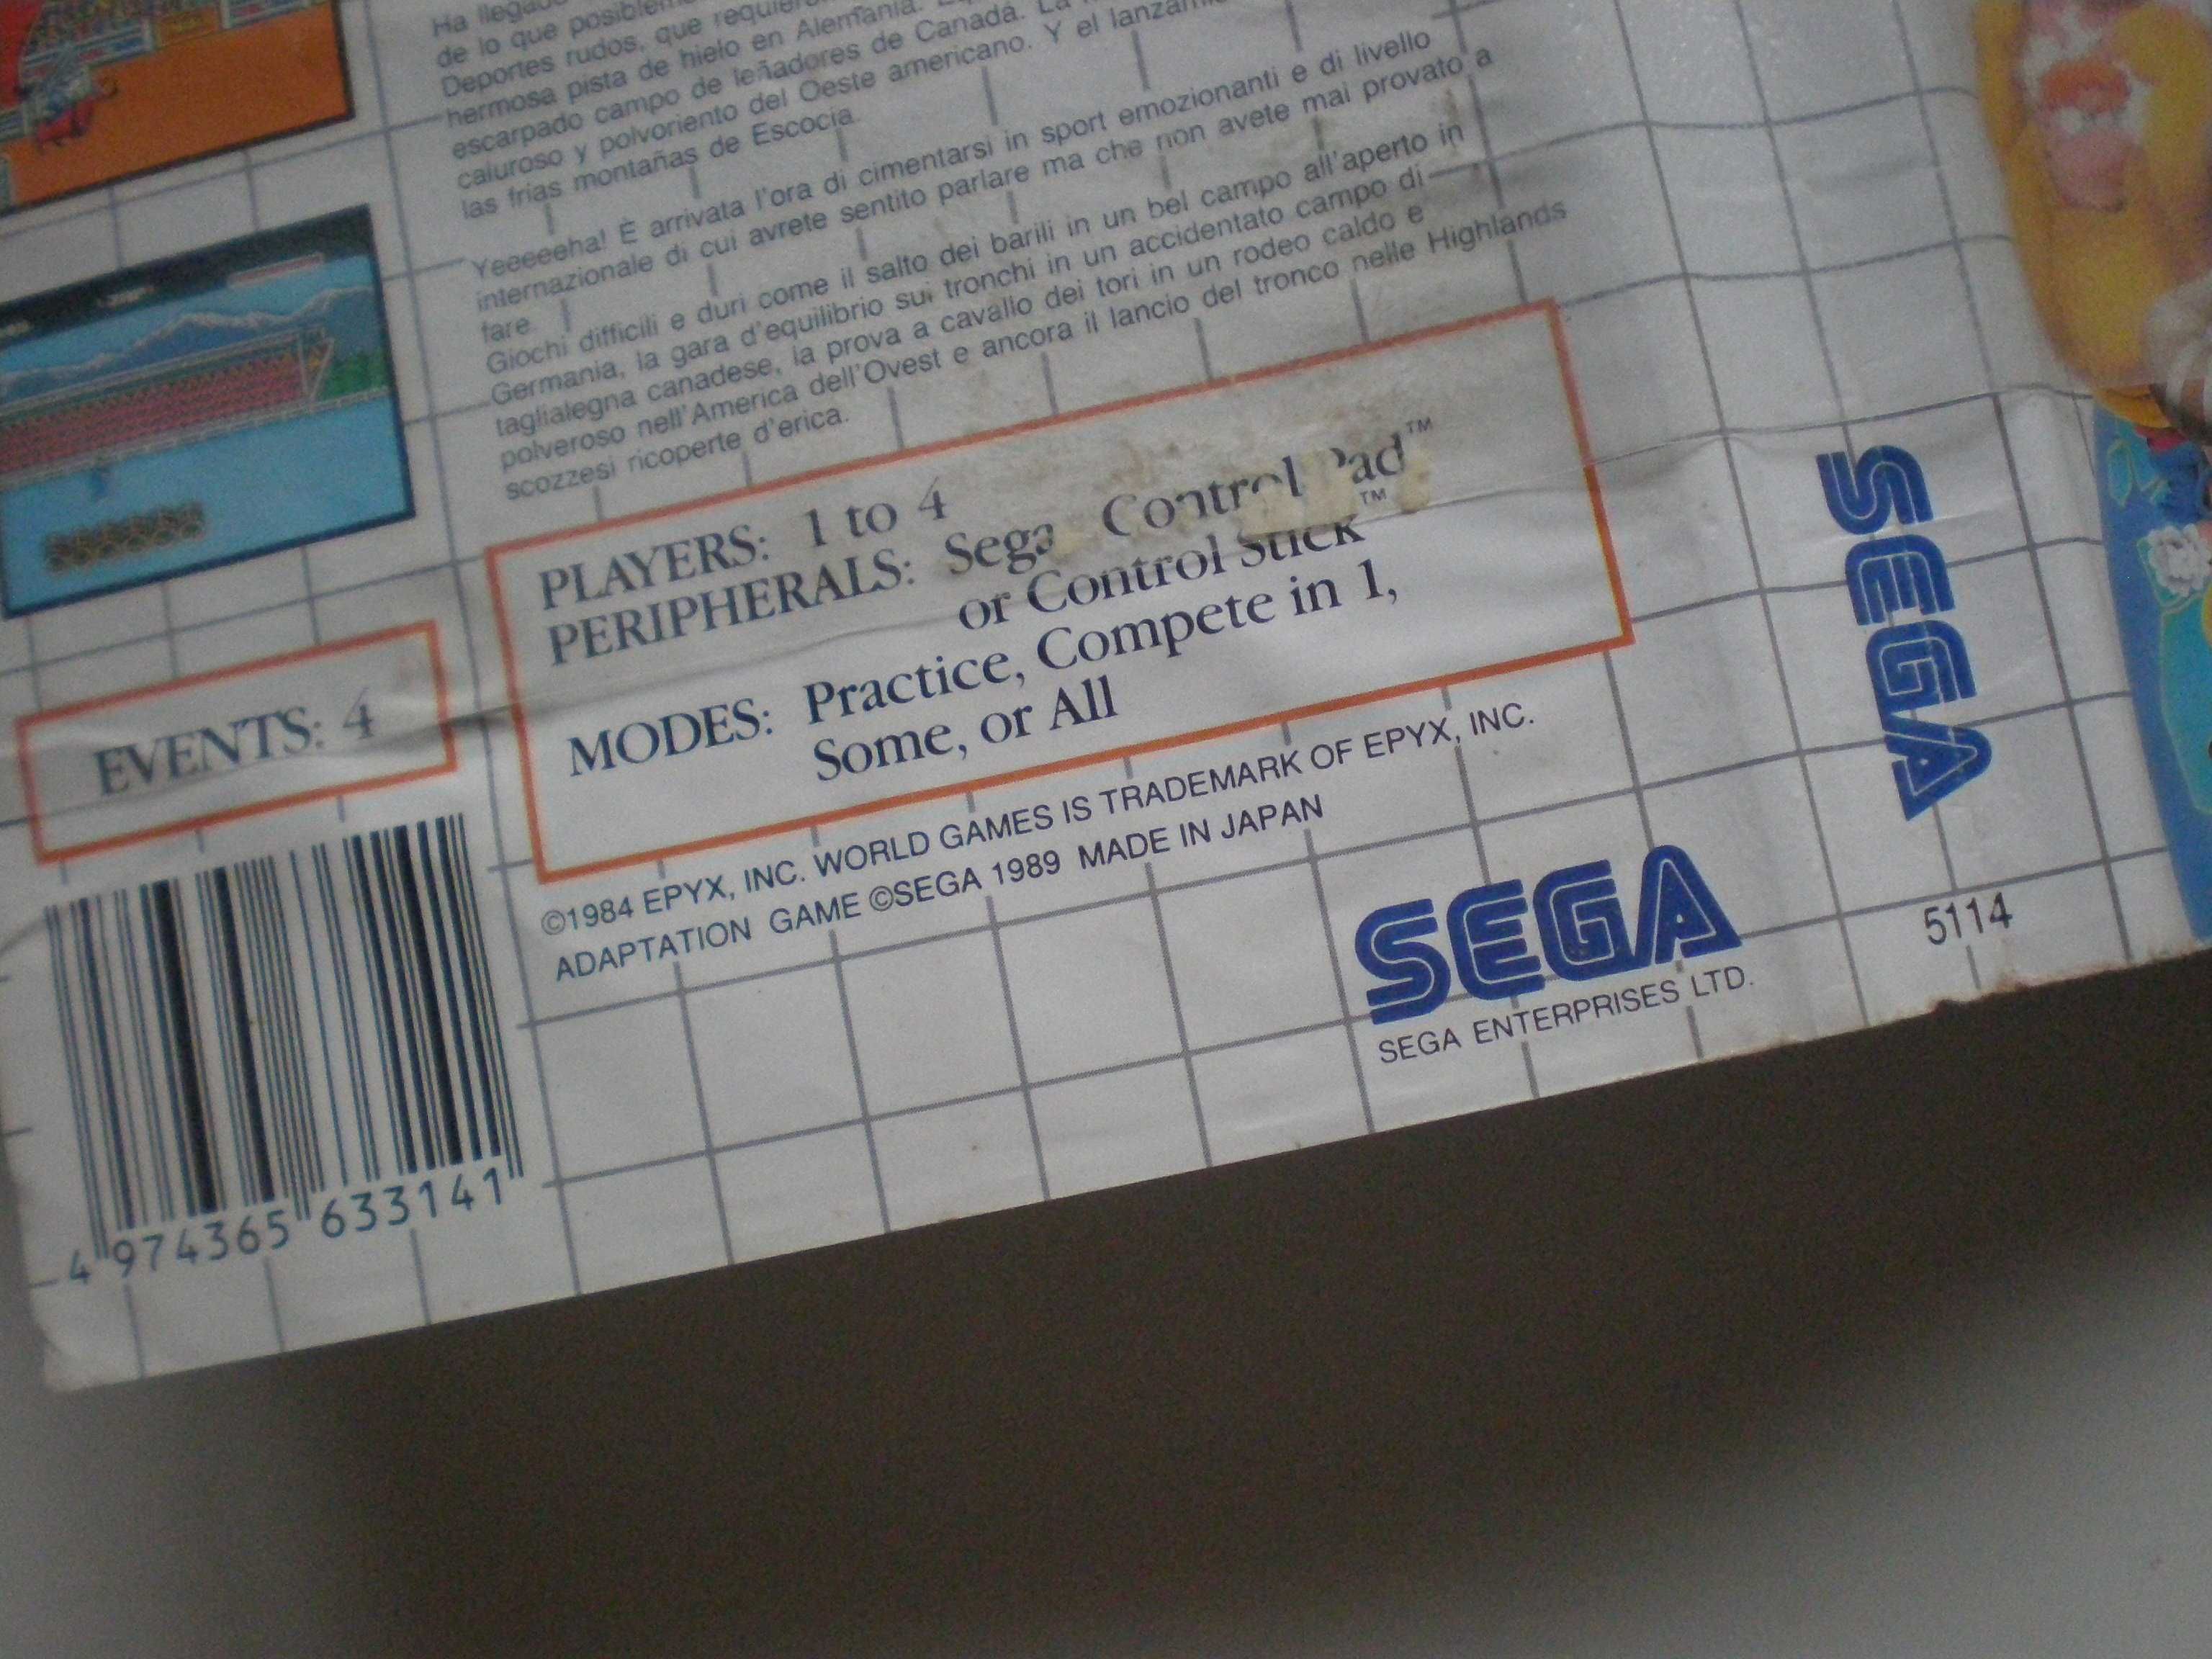 Ha llegado
de lo que
Deportes rudos, que
hermosa pista de hielo en Alemania.
escarpado campo de leñadores de Canadá. La
caluroso y polvoriento del Oeste americano. Y el
las frias montañas de Escocia.
Yeeeeeha! È arrivata l'ora di cimentarsi in sport emozionanti e di livello
internazionale di cui avrete sentito parlare ma che non avete mai provato a
fare.
Giochi difficili e duri come il salto dei barili in un bel campo all'aperto in
Germania, la gara d'equilibrio sui tronchi in un accidentato campo di
taglialegna canadese, la prova a cavallo dei tori in un rodeo caldo e
polveroso nell'America dell'Ovest e ancora il lancio del tronco nelle Highlands
scozzesi ricoperte d'erica.
PLAYERS: 1 to 4
PERIPHERALS: Sega Control Pad™
or Control Stick™
MODES: Practice, Compete in 1,
Some, or All
EVENTS: 4
©1984 EPYX, INC. WORLD GAMES IS TRADEMARK OF EPYX, INC.
ADAPTATION GAME ©SEGA 1989 MADE IN JAPAN
4 974365 633141
SEGA
SEGA ENTERPRISES LTD.
SEGA
5114